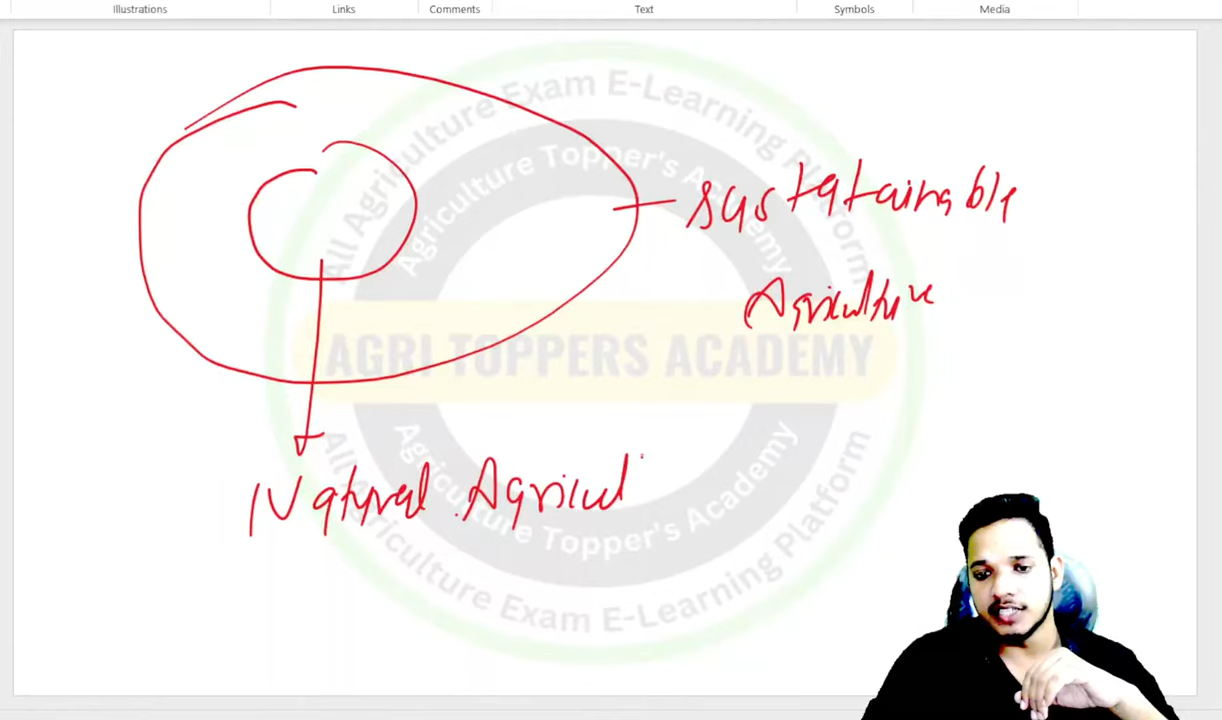 Illustrations Links Comments Text Symbols Media
All Agriculture Exam E-Learning Platform
Agriculture Topper's Academy
sustatainable
Agriculture
AGRI TOPPERS ACADEMY
Natural Agricul
Agriculture Topper's Academy
All Agriculture Exam E-Learning Platform